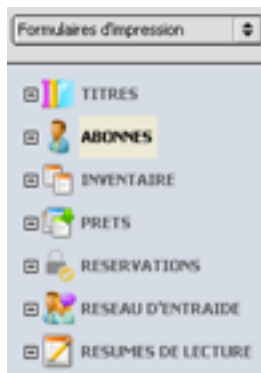 Formulaires d'impression
TITRES
ABONNES
INVENTAIRE
PRETS
RESERVATIONS
RESEAU D'ENTRAIDE
RESUMES DE LECTURE